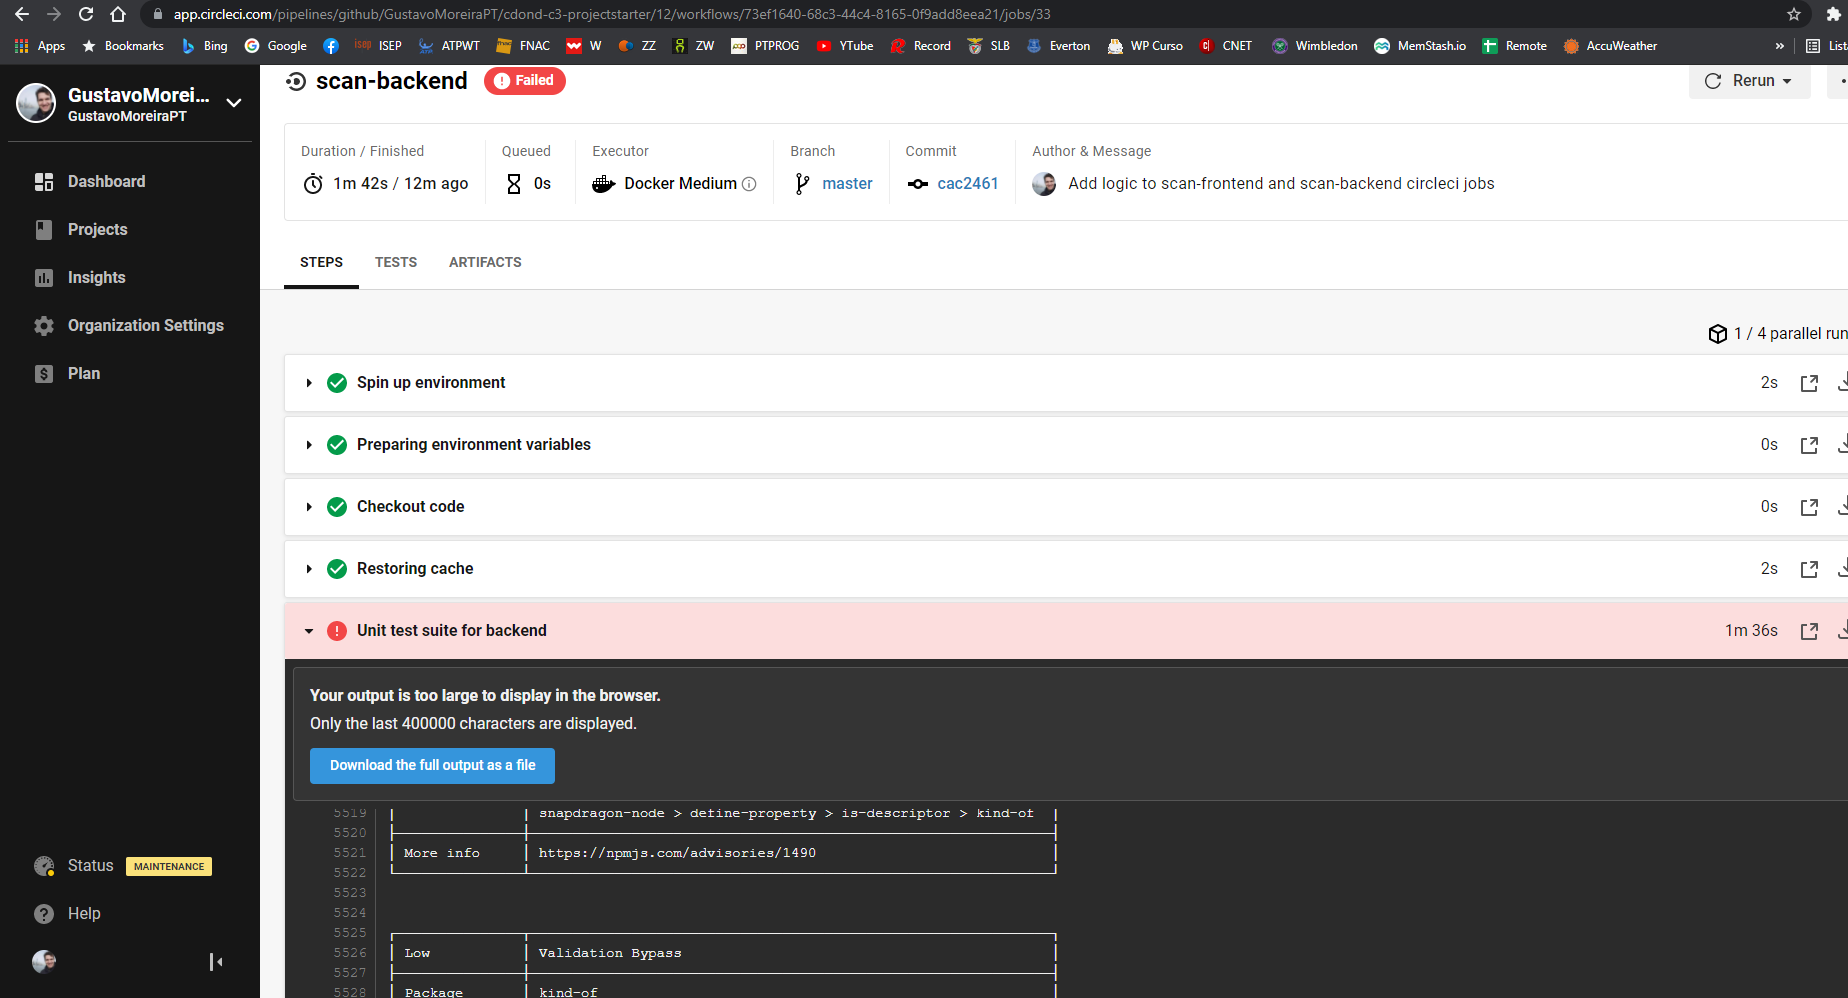 app.circleci.com/pipelines/github/GustavoMoreiraPT/cdond-c3-projectstarter/12/workflows/73ef1640-68c3-44c4-8165-0f9add8eea21/jobs/33
Apps Bookmarks Bing Google isep ISEP ATPWT FNAC W ZZ ZW PTPROG YTube Record SLB Everton WP Curso CNET Wimbledon MemStash.io Remote AccuWeather » List
GustavoMorei...
GustavoMoreiraPT
Dashboard
Projects
Insights
Organization Settings
Plan
Status MAINTENANCE
Help
scan-backend Failed
Rerun
Duration / Finished Queued Executor Branch Commit Author & Message
1m 42s / 12m ago 0s Docker Medium master cac2461 Add logic to scan-frontend and scan-backend circleci jobs
STEPS TESTS ARTIFACTS
1 / 4 parallel run
Spin up environment 2s
Preparing environment variables 0s
Checkout code 0s
Restoring cache 2s
Unit test suite for backend 1m 36s
Your output is too large to display in the browser.
Only the last 400000 characters are displayed.
Download the full output as a file
5519 snapdragon-node > define-property > is-descriptor > kind-of
5520
5521 More info https://npmjs.com/advisories/1490
5522
5523
5524
5525
5526 Low Validation Bypass
5527
5528 Package kind-of